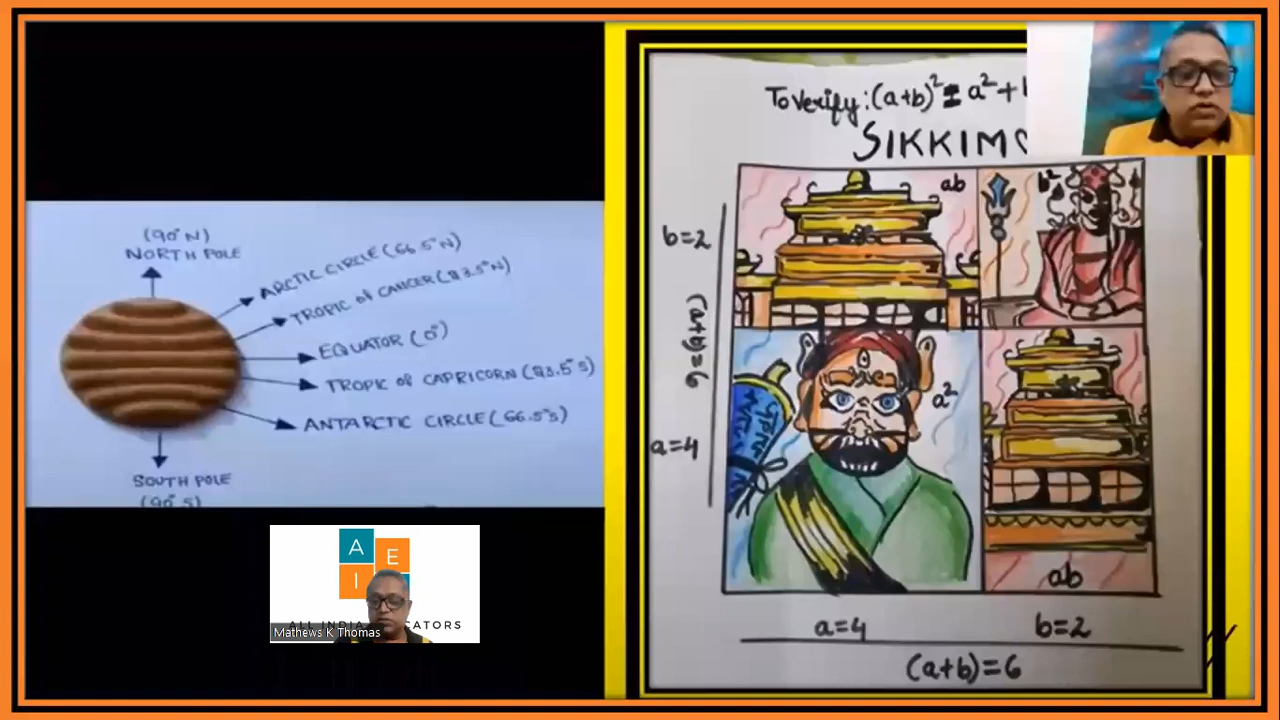 (90° N)
NORTH POLE
ARCTIC CIRCLE (66.5°N)
TROPIC OF CANCER (23.5°N)
EQUATOR (0°)
TROPIC OF CAPRICORN (23.5°S)
ANTARCTIC CIRCLE (66.5°S)
SOUTH POLE
(90° S)
A
E
I
ALL INDIA EDUCATORS
Mathews K Thomas
To Verify: (a+b)² = a² +
SIKKIM
ab
b²
b=2
(a+b)=6
a²
a=4
ab
a=4
b=2
(a+b)=6